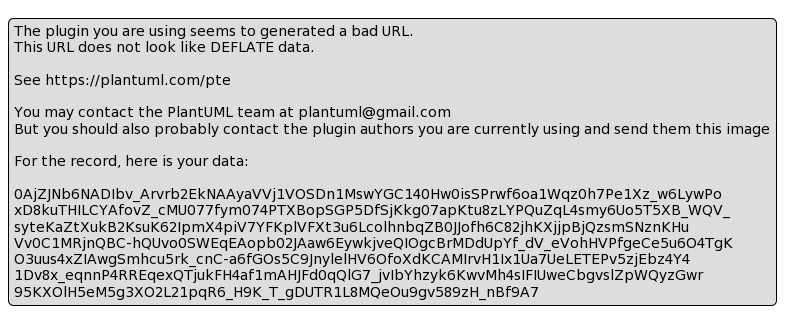 The plugin you are using seems to generated a bad URL.
This URL does not look like DEFLATE data.
See https://plantuml.com/pte
You may contact the PlantUML team at plantuml@gmail.com
But you should also probably contact the plugin authors you are currently using and send them this image
For the record, here is your data:
0AjZJNb6NADIbv_Arvrb2EkNAAyaVVj1VOSDn1MswYGC140Hw0isSPrwf6oa1Wqz0h7Pe1Xz_w6LywPo
xD8kuTHILCYAfovZ_cMU077fym074PTXBopSGP5DfSjKkg07apKtu8zLYPQuZqL4smy6Uo5T5XB_WQV_
syteKaZtXukB2KsuK62IpmX4piV7YFKplVFXt3u6LcolhnbqZB0JJjofh6C82jhKXjjpBjQzsmSNznKHu
Vv0C1MRjnQBC-hQUvo0SWEqEAopb02JAaw6EywkjveQIOgcBrMDdUpYf_dV_eVohHVPfgeCe5u6O4TgK
O3uus4xZIAwgSmhcu5rk_cnC-a6fGOs5C9JnylelHV6OfoXdKCAMIrvH1Ix1Ua7UeLETEPv5zjEbz4Y4
1Dv8x_eqnnP4RREqexQTjukFH4af1mAHJFd0qQlG7_jvIbYhzyk6KwvMh4sIFIUweCbgvslZpWQyzGwr
95KXOlH5eM5g3XO2L21pqR6_H9K_T_gDUTR1L8MQeOu9gv589zH_nBf9A7